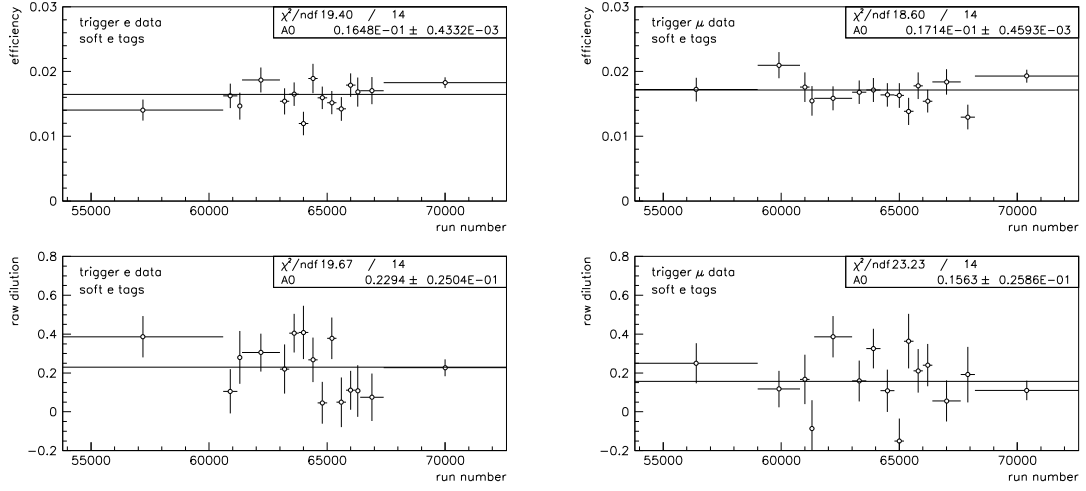 0.03
0.02
0.01
0
efficiency
trigger e data
soft e tags
χ²/ndf 19.40 / 14
A0 0.1648E-01 ± 0.4332E-03
55000 60000 65000 70000
run number
0.03
0.02
0.01
0
efficiency
trigger μ data
soft e tags
χ²/ndf 18.60 / 14
A0 0.1714E-01 ± 0.4593E-03
55000 60000 65000 70000
run number
0.8
0.6
0.4
0.2
0
−0.2
raw dilution
trigger e data
soft e tags
χ²/ndf 19.67 / 14
A0 0.2294 ± 0.2504E-01
55000 60000 65000 70000
run number
0.8
0.6
0.4
0.2
0
−0.2
raw dilution
trigger μ data
soft e tags
χ²/ndf 23.23 / 14
A0 0.1563 ± 0.2586E-01
55000 60000 65000 70000
run number